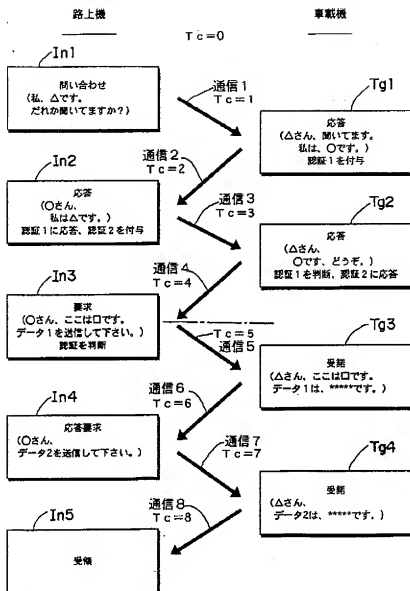 路上機
車載機
Tc=0
In1
問い合わせ
(私、△です。
だれか聞いてますか?)
通信1
Tc=1
Tg1
応答
(△さん、聞いてます。
私は、○です。)
認証1を付与
In2
通信2
Tc=2
応答
(○さん、
私は△です。)
認証1に応答、認証2を付与
通信3
Tc=3
Tg2
応答
(△さん、
○です、どうぞ。)
認証1を判断、認証2に応答
In3
通信4
Tc=4
要求
(○さん、ここは□です。
データ1を送信して下さい。)
認証を判断
Tc=5
通信5
Tg3
受諾
(△さん、ここは□です。
データ1は、*****です。)
In4
通信6
Tc=6
応答要求
(○さん、
データ2を送信して下さい。)
通信7
Tc=7
Tg4
受諾
(△さん、
データ2は、*****です。)
In5
通信8
Tc=8
受領